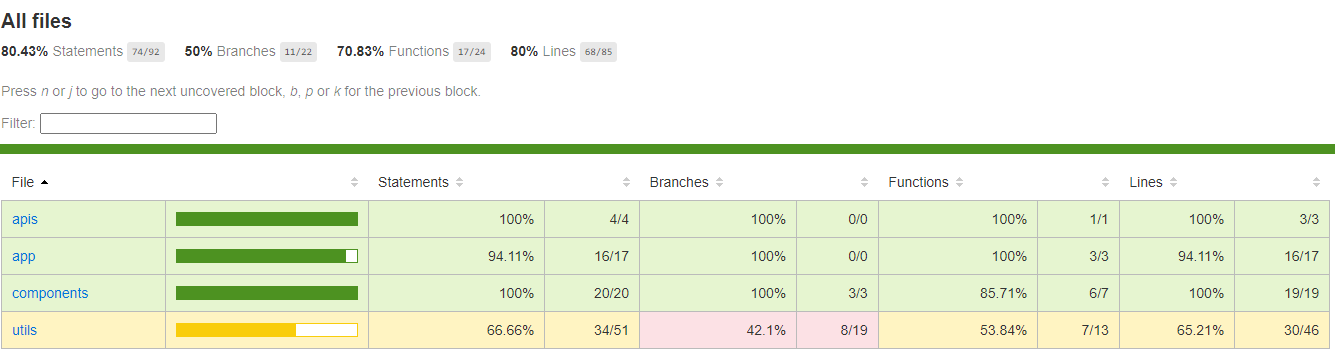 All files
80.43% Statements 74/92 50% Branches 11/22 70.83% Functions 17/24 80% Lines 68/85
Press n or j to go to the next uncovered block, b, p or k for the previous block.
Filter:
File Statements Branches Functions Lines
apis 100% 4/4 100% 0/0 100% 1/1 100% 3/3
app 94.11% 16/17 100% 0/0 100% 3/3 94.11% 16/17
components 100% 20/20 100% 3/3 85.71% 6/7 100% 19/19
utils 66.66% 34/51 42.1% 8/19 53.84% 7/13 65.21% 30/46